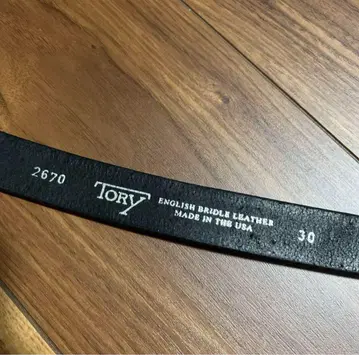 2670
TORY
ENGLISH BRIDLE LEATHER
MADE IN THE USA
30